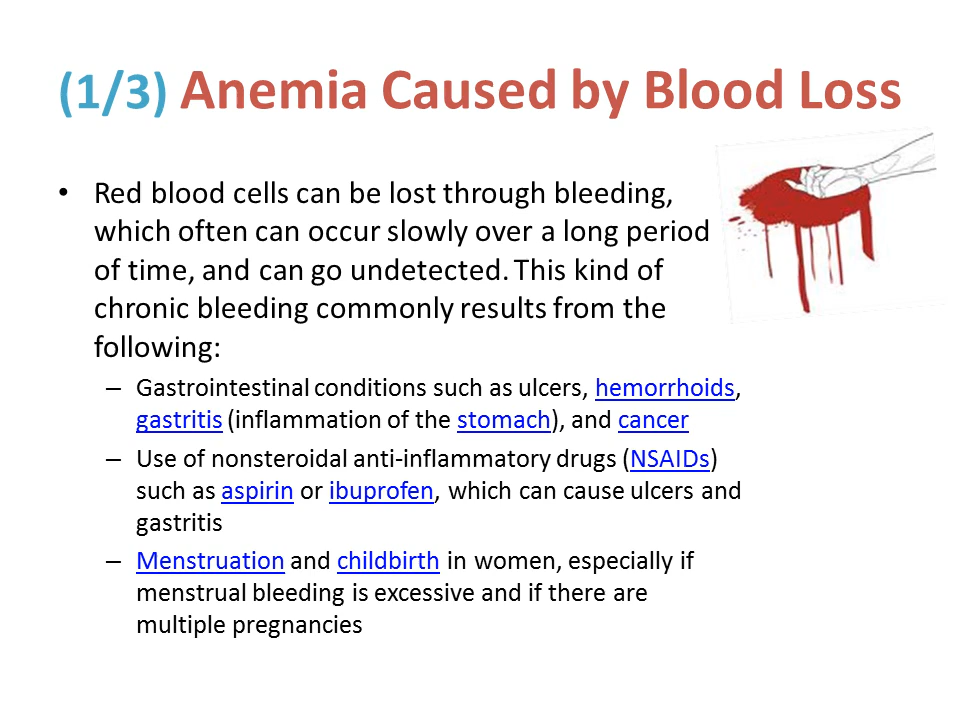 (1/3) Anemia Caused by Blood Loss
• Red blood cells can be lost through bleeding,
which often can occur slowly over a long period
of time, and can go undetected. This kind of
chronic bleeding commonly results from the
following:
– Gastrointestinal conditions such as ulcers, hemorrhoids,
gastritis (inflammation of the stomach), and cancer
– Use of nonsteroidal anti-inflammatory drugs (NSAIDs)
such as aspirin or ibuprofen, which can cause ulcers and
gastritis
– Menstruation and childbirth in women, especially if
menstrual bleeding is excessive and if there are
multiple pregnancies